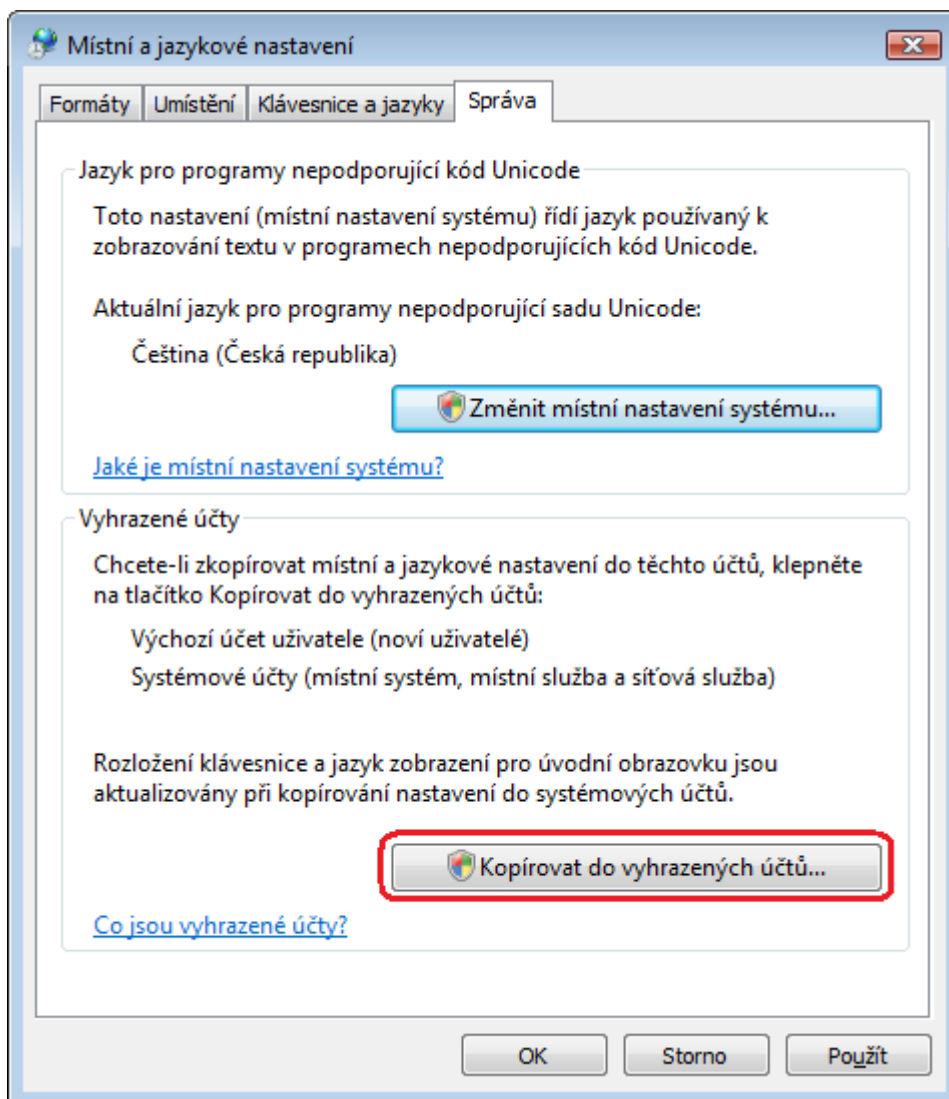 Místní a jazykové nastavení
Formáty Umístění Klávesnice a jazyky Správa
Jazyk pro programy nepodporující kód Unicode
Toto nastavení (místní nastavení systému) řídí jazyk používaný k
zobrazování textu v programech nepodporujících kód Unicode.
Aktuální jazyk pro programy nepodporující sadu Unicode:
Čeština (Česká republika)
Změnit místní nastavení systému...
Jaké je místní nastavení systému?
Vyhrazené účty
Chcete-li zkopírovat místní a jazykové nastavení do těchto účtů, klepněte
na tlačítko Kopírovat do vyhrazených účtů:
Výchozí účet uživatele (noví uživatelé)
Systémové účty (místní systém, místní služba a síťová služba)
Rozložení klávesnice a jazyk zobrazení pro úvodní obrazovku jsou
aktualizovány při kopírování nastavení do systémových účtů.
Kopírovat do vyhrazených účtů...
Co jsou vyhrazené účty?
OK Storno Použít